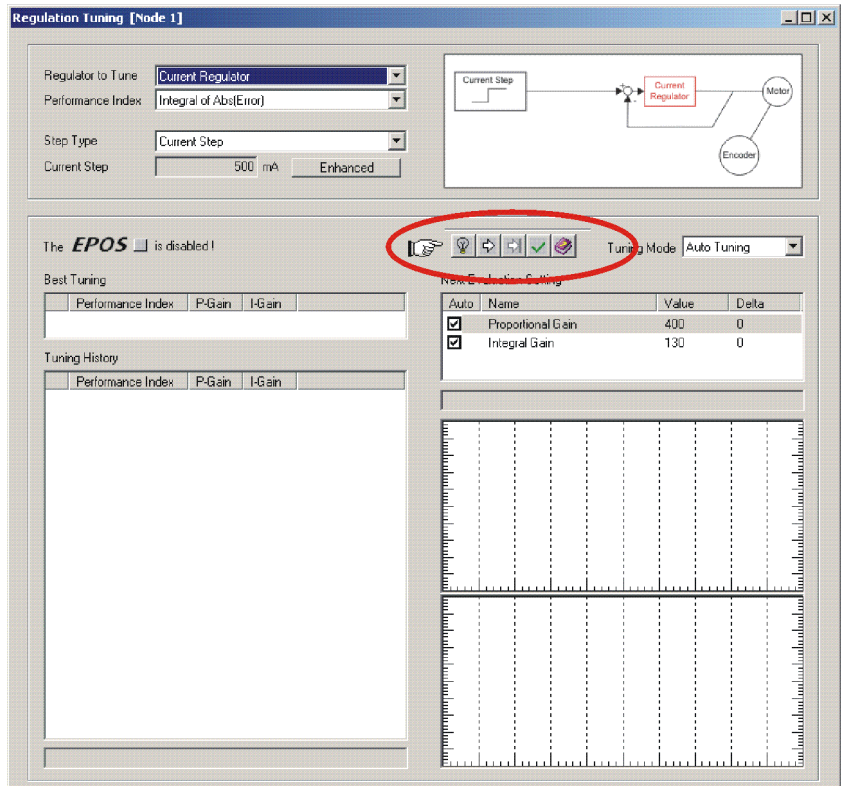 Regulation Tuning [Node 1]
Regulator to Tune Current Regulator
Performance Index Integral of Abs(Error)
Step Type Current Step
Current Step 500 mA Enhanced
Current Step
Current
Regulator
Motor
Encoder
+
-
The EPOS is disabled !
Tuning Mode Auto Tuning
Best Tuning
Performance Index P-Gain I-Gain
Tuning History
Performance Index P-Gain I-Gain
Next Evaluation Setting
Auto Name Value Delta
Proportional Gain 400 0
Integral Gain 130 0